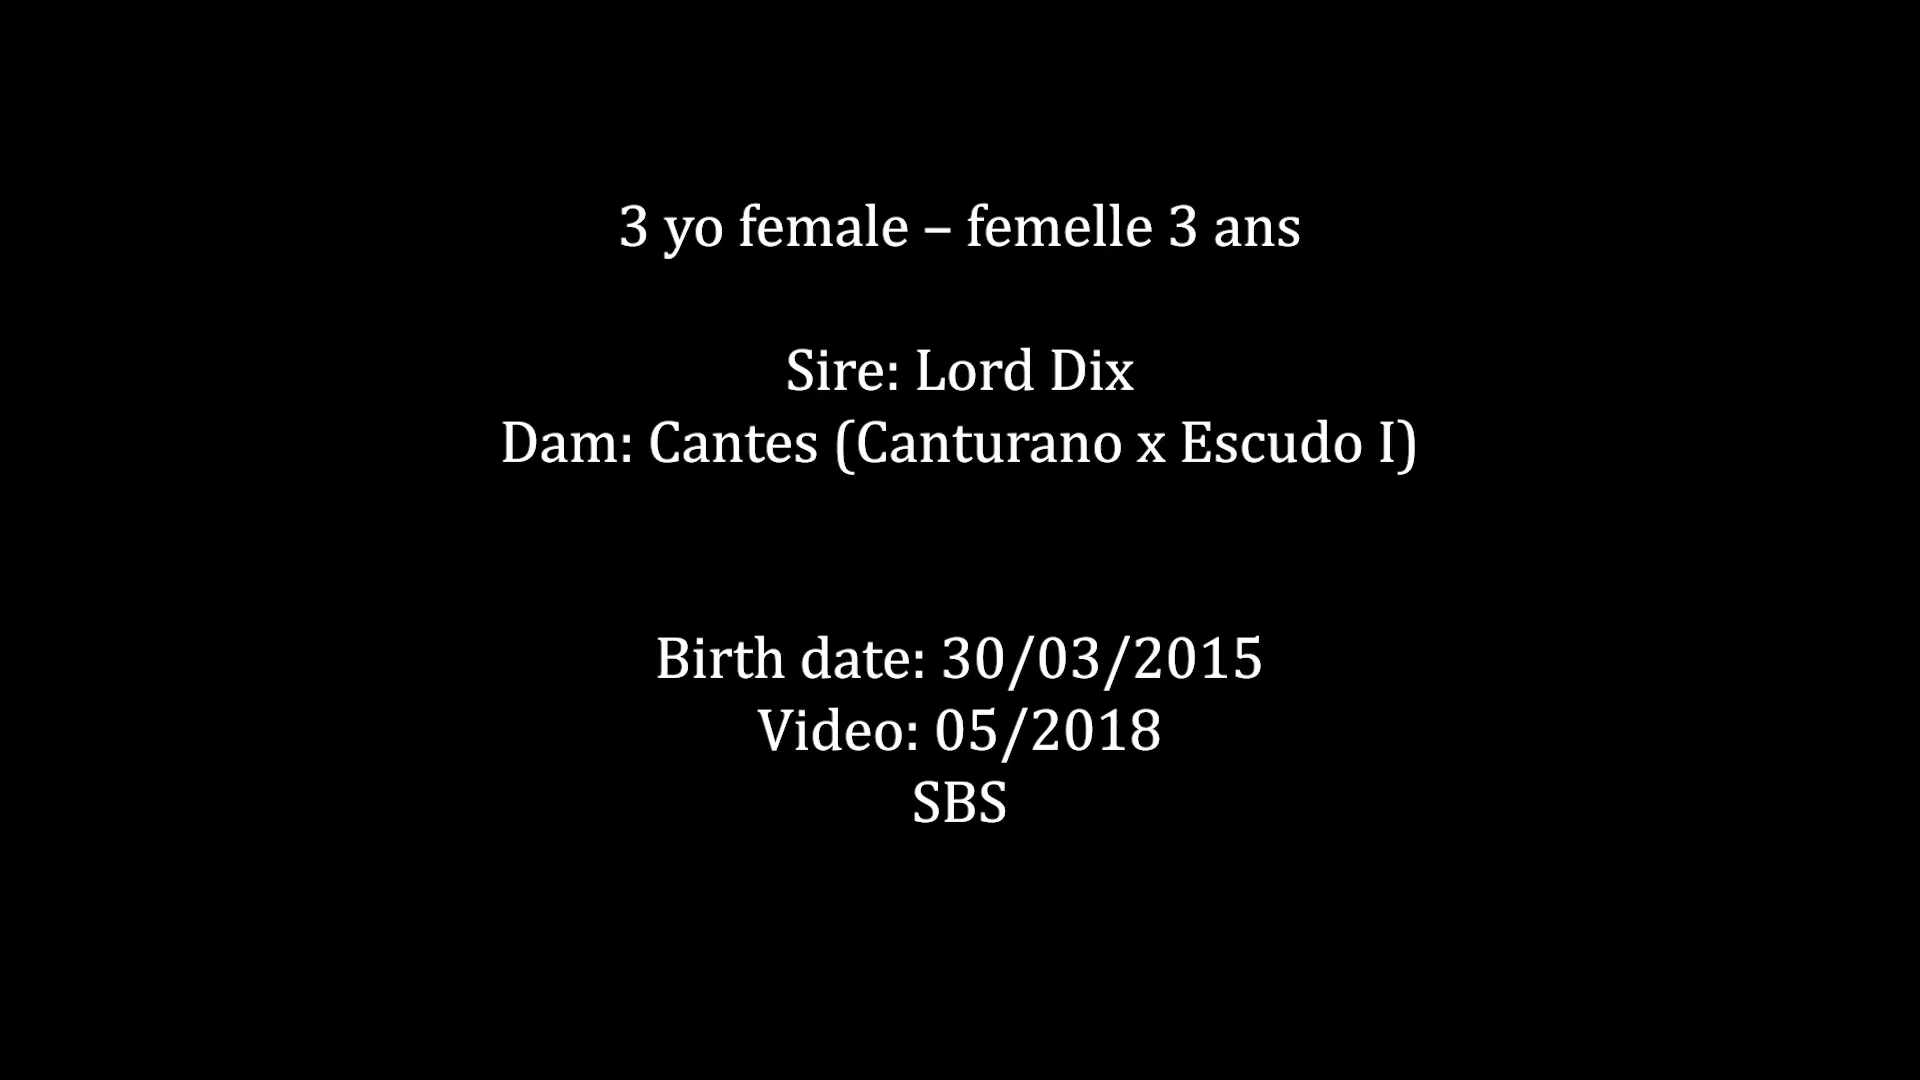 3 yo female – femelle 3 ans
Sire: Lord Dix
Dam: Cantes (Canturano x Escudo I)
Birth date: 30/03/2015
Video: 05/2018
SBS